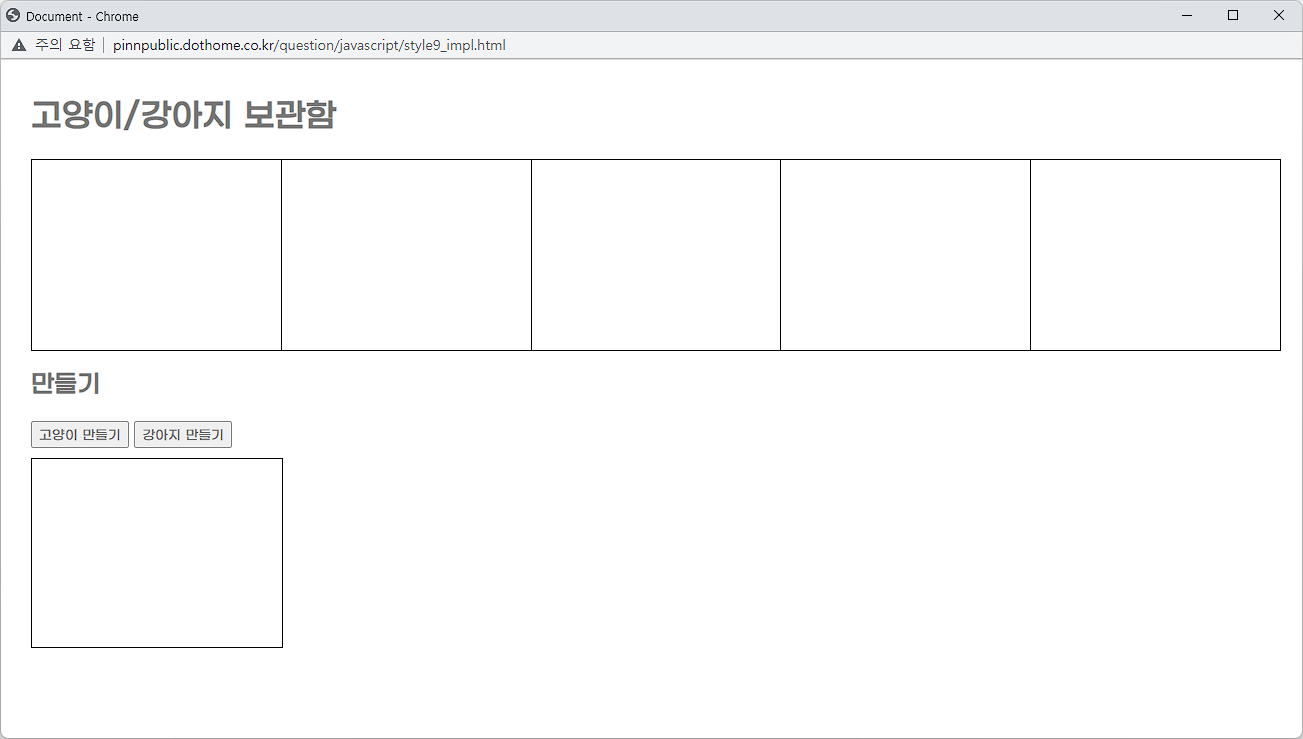 Document - Chrome
주의 요함 | pinnpublic.dothome.co.kr/question/javascript/style9_impl.html
고양이/강아지 보관함
만들기
고양이 만들기 강아지 만들기